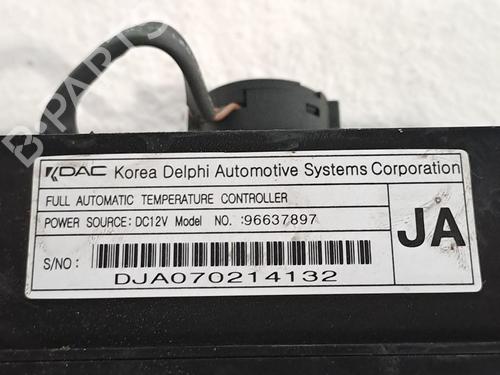 KDAC Korea Delphi Automotive Systems Corporation
FULL AUTOMATIC TEMPERATURE CONTROLLER
POWER SOURCE: DC12V Model NO. :96637897
JA
S/NO :
DJA070214132
B-PARTS